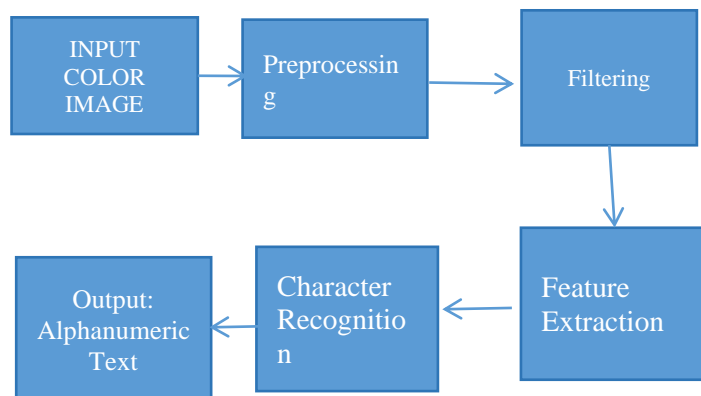 INPUT
COLOR
IMAGE
Preprocessin
g
Filtering
Feature
Extraction
Character
Recognitio
n
Output:
Alphanumeric
Text